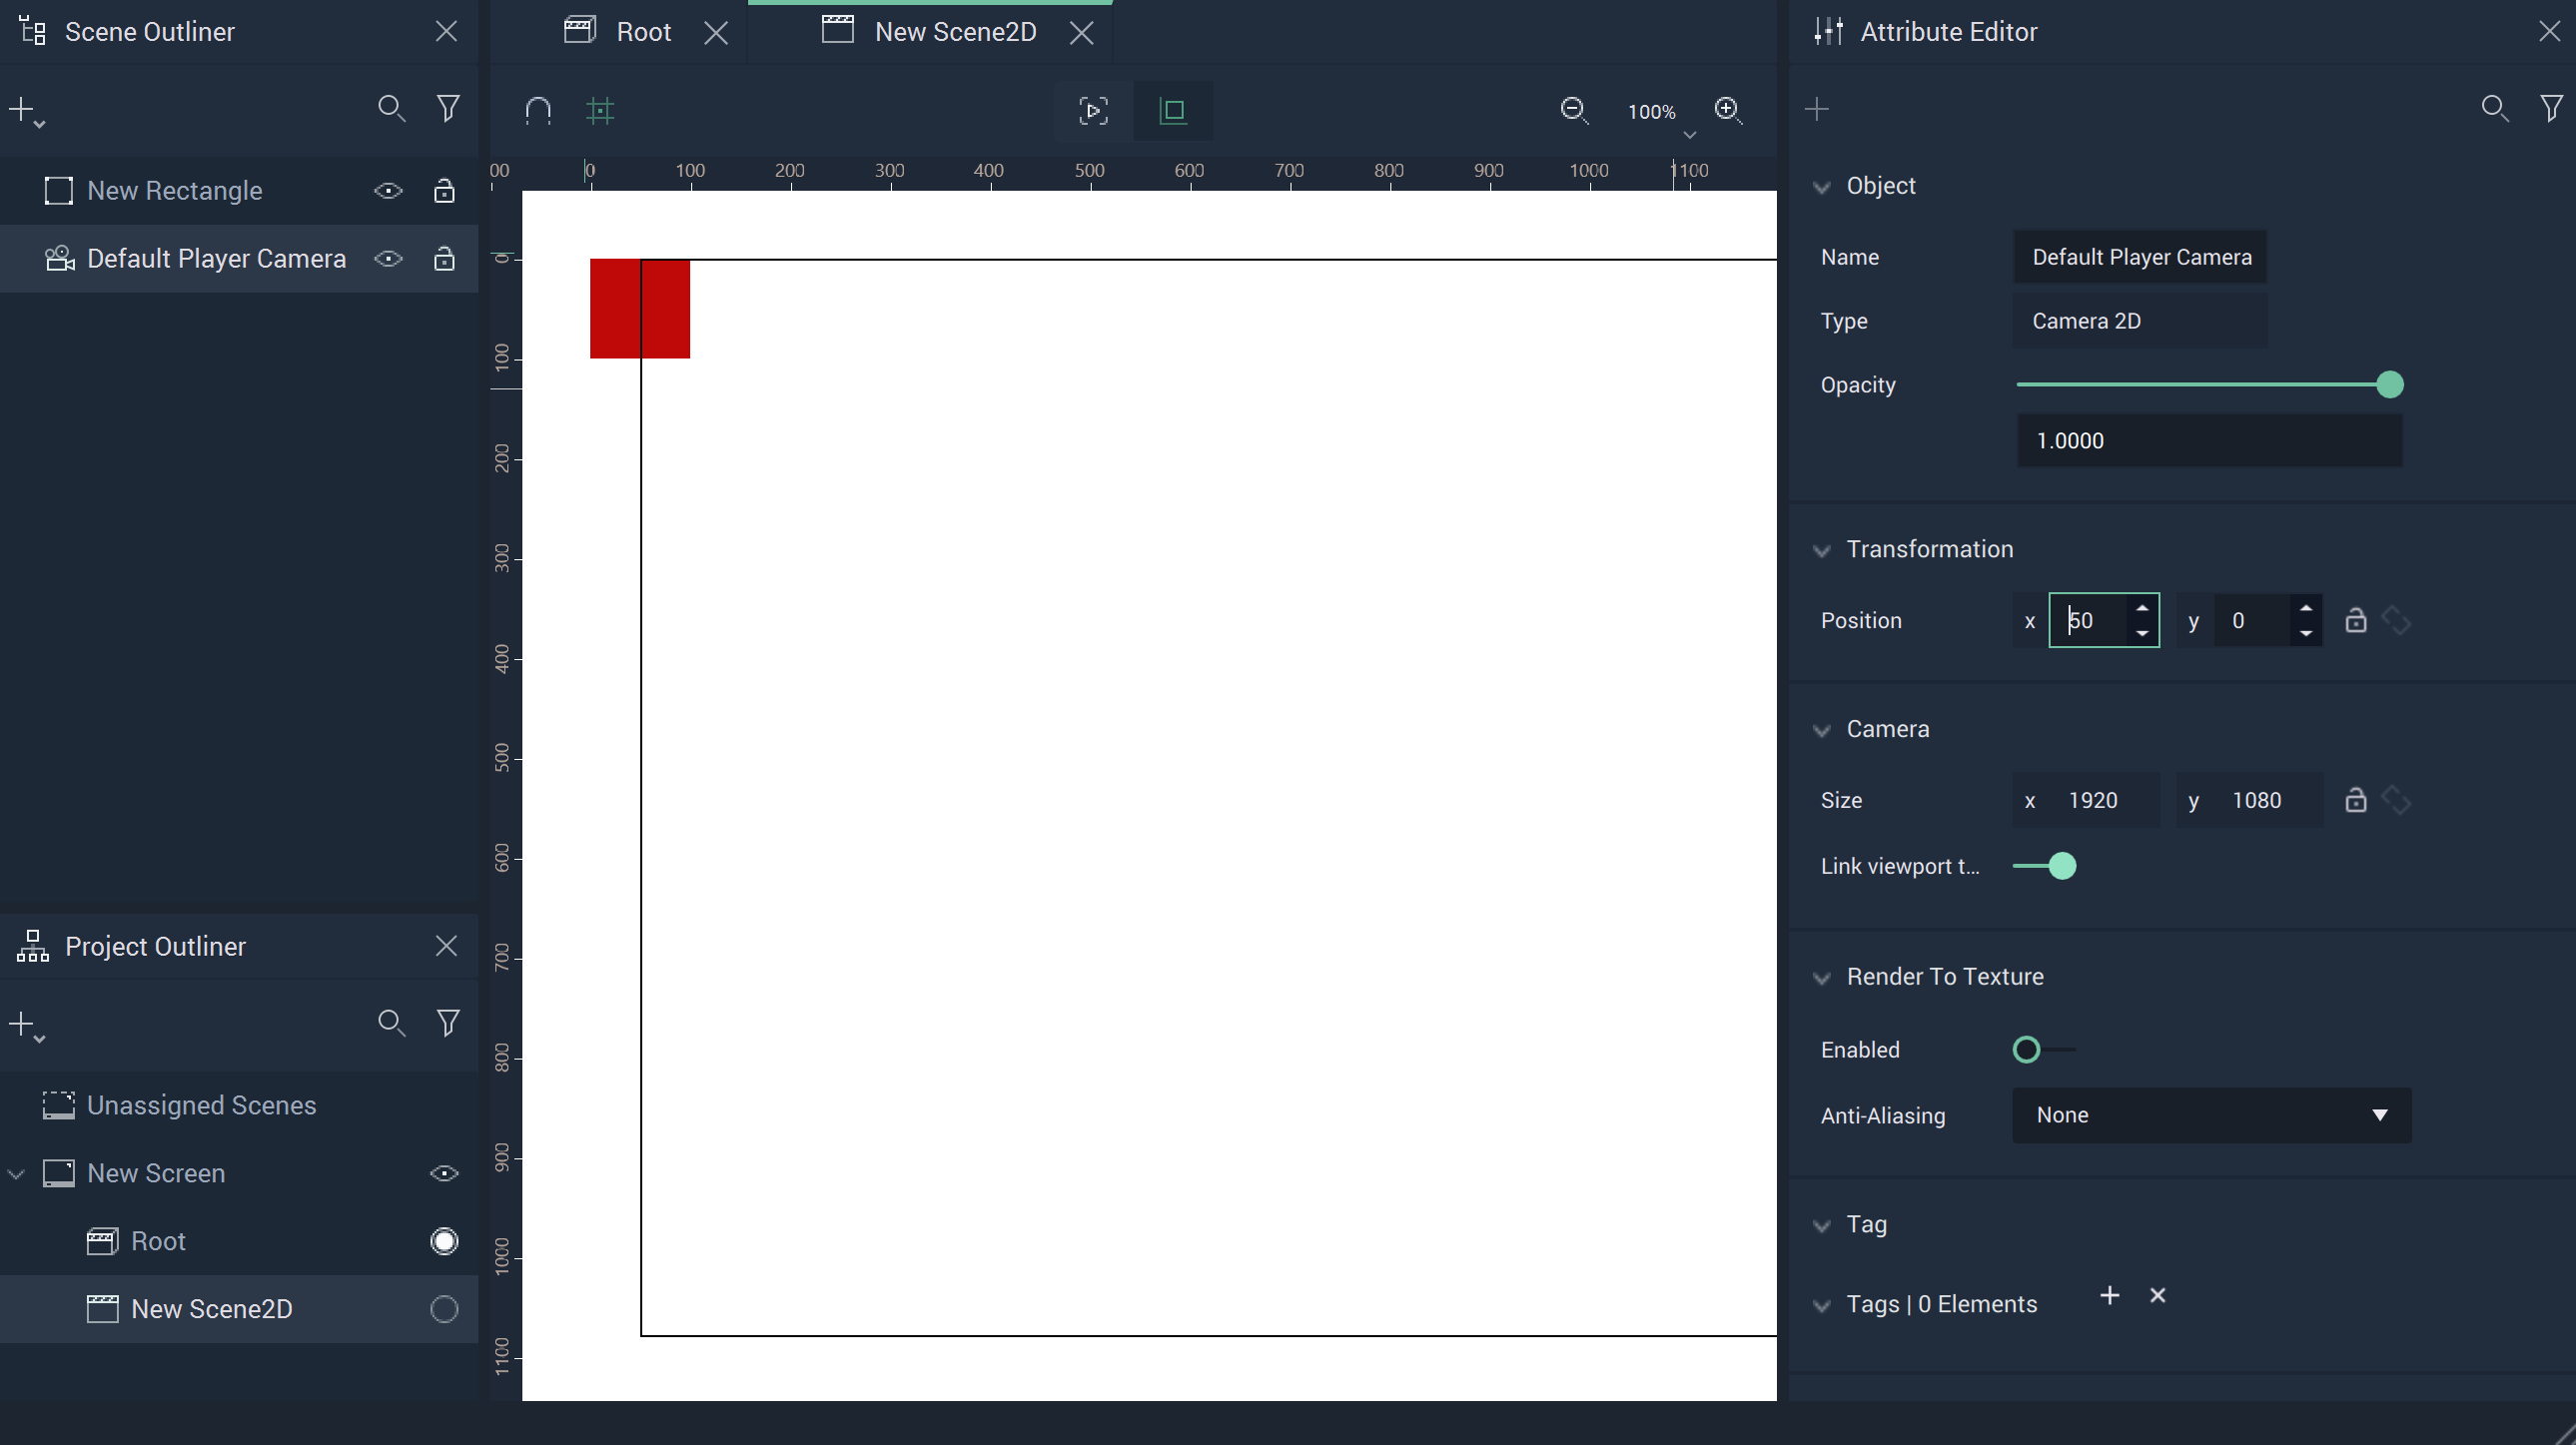 Scene Outliner
New Rectangle
Default Player Camera
Project Outliner
Unassigned Scenes
New Screen
Root
New Scene2D
Root
New Scene2D
100%
00 0 100 200 300 400 500 600 700 800 900 1000 1100
0
100
200
300
400
500
600
700
800
900
1000
1100
Attribute Editor
Object
Name Default Player Camera
Type Camera 2D
Opacity
1.0000
Transformation
Position x 50 y 0
Camera
Size x 1920 y 1080
Link viewport t...
Render To Texture
Enabled
Anti-Aliasing None
Tag
Tags | 0 Elements